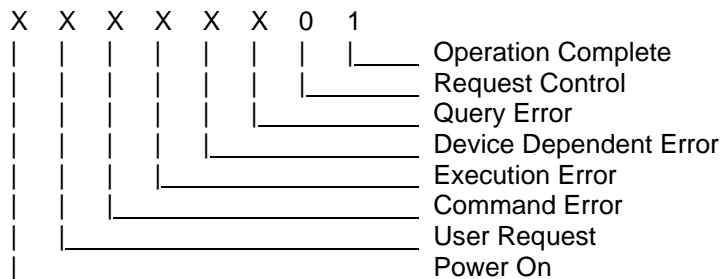 X X X X X X 0 1
Operation Complete
Request Control
Query Error
Device Dependent Error
Execution Error
Command Error
User Request
Power On